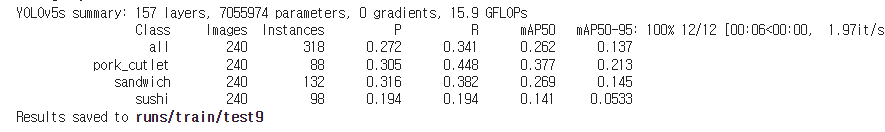 YOLOv5s summary: 157 layers, 7055974 parameters, 0 gradients, 15.9 GFLOPs
Class Images Instances P R mAP50 mAP50-95: 100% 12/12 [00:06<00:00, 1.97it/s
all 240 318 0.272 0.341 0.262 0.137
pork_cutlet 240 88 0.305 0.448 0.377 0.213
sandwich 240 132 0.316 0.382 0.269 0.145
sushi 240 98 0.194 0.194 0.141 0.0533
Results saved to runs/train/test9